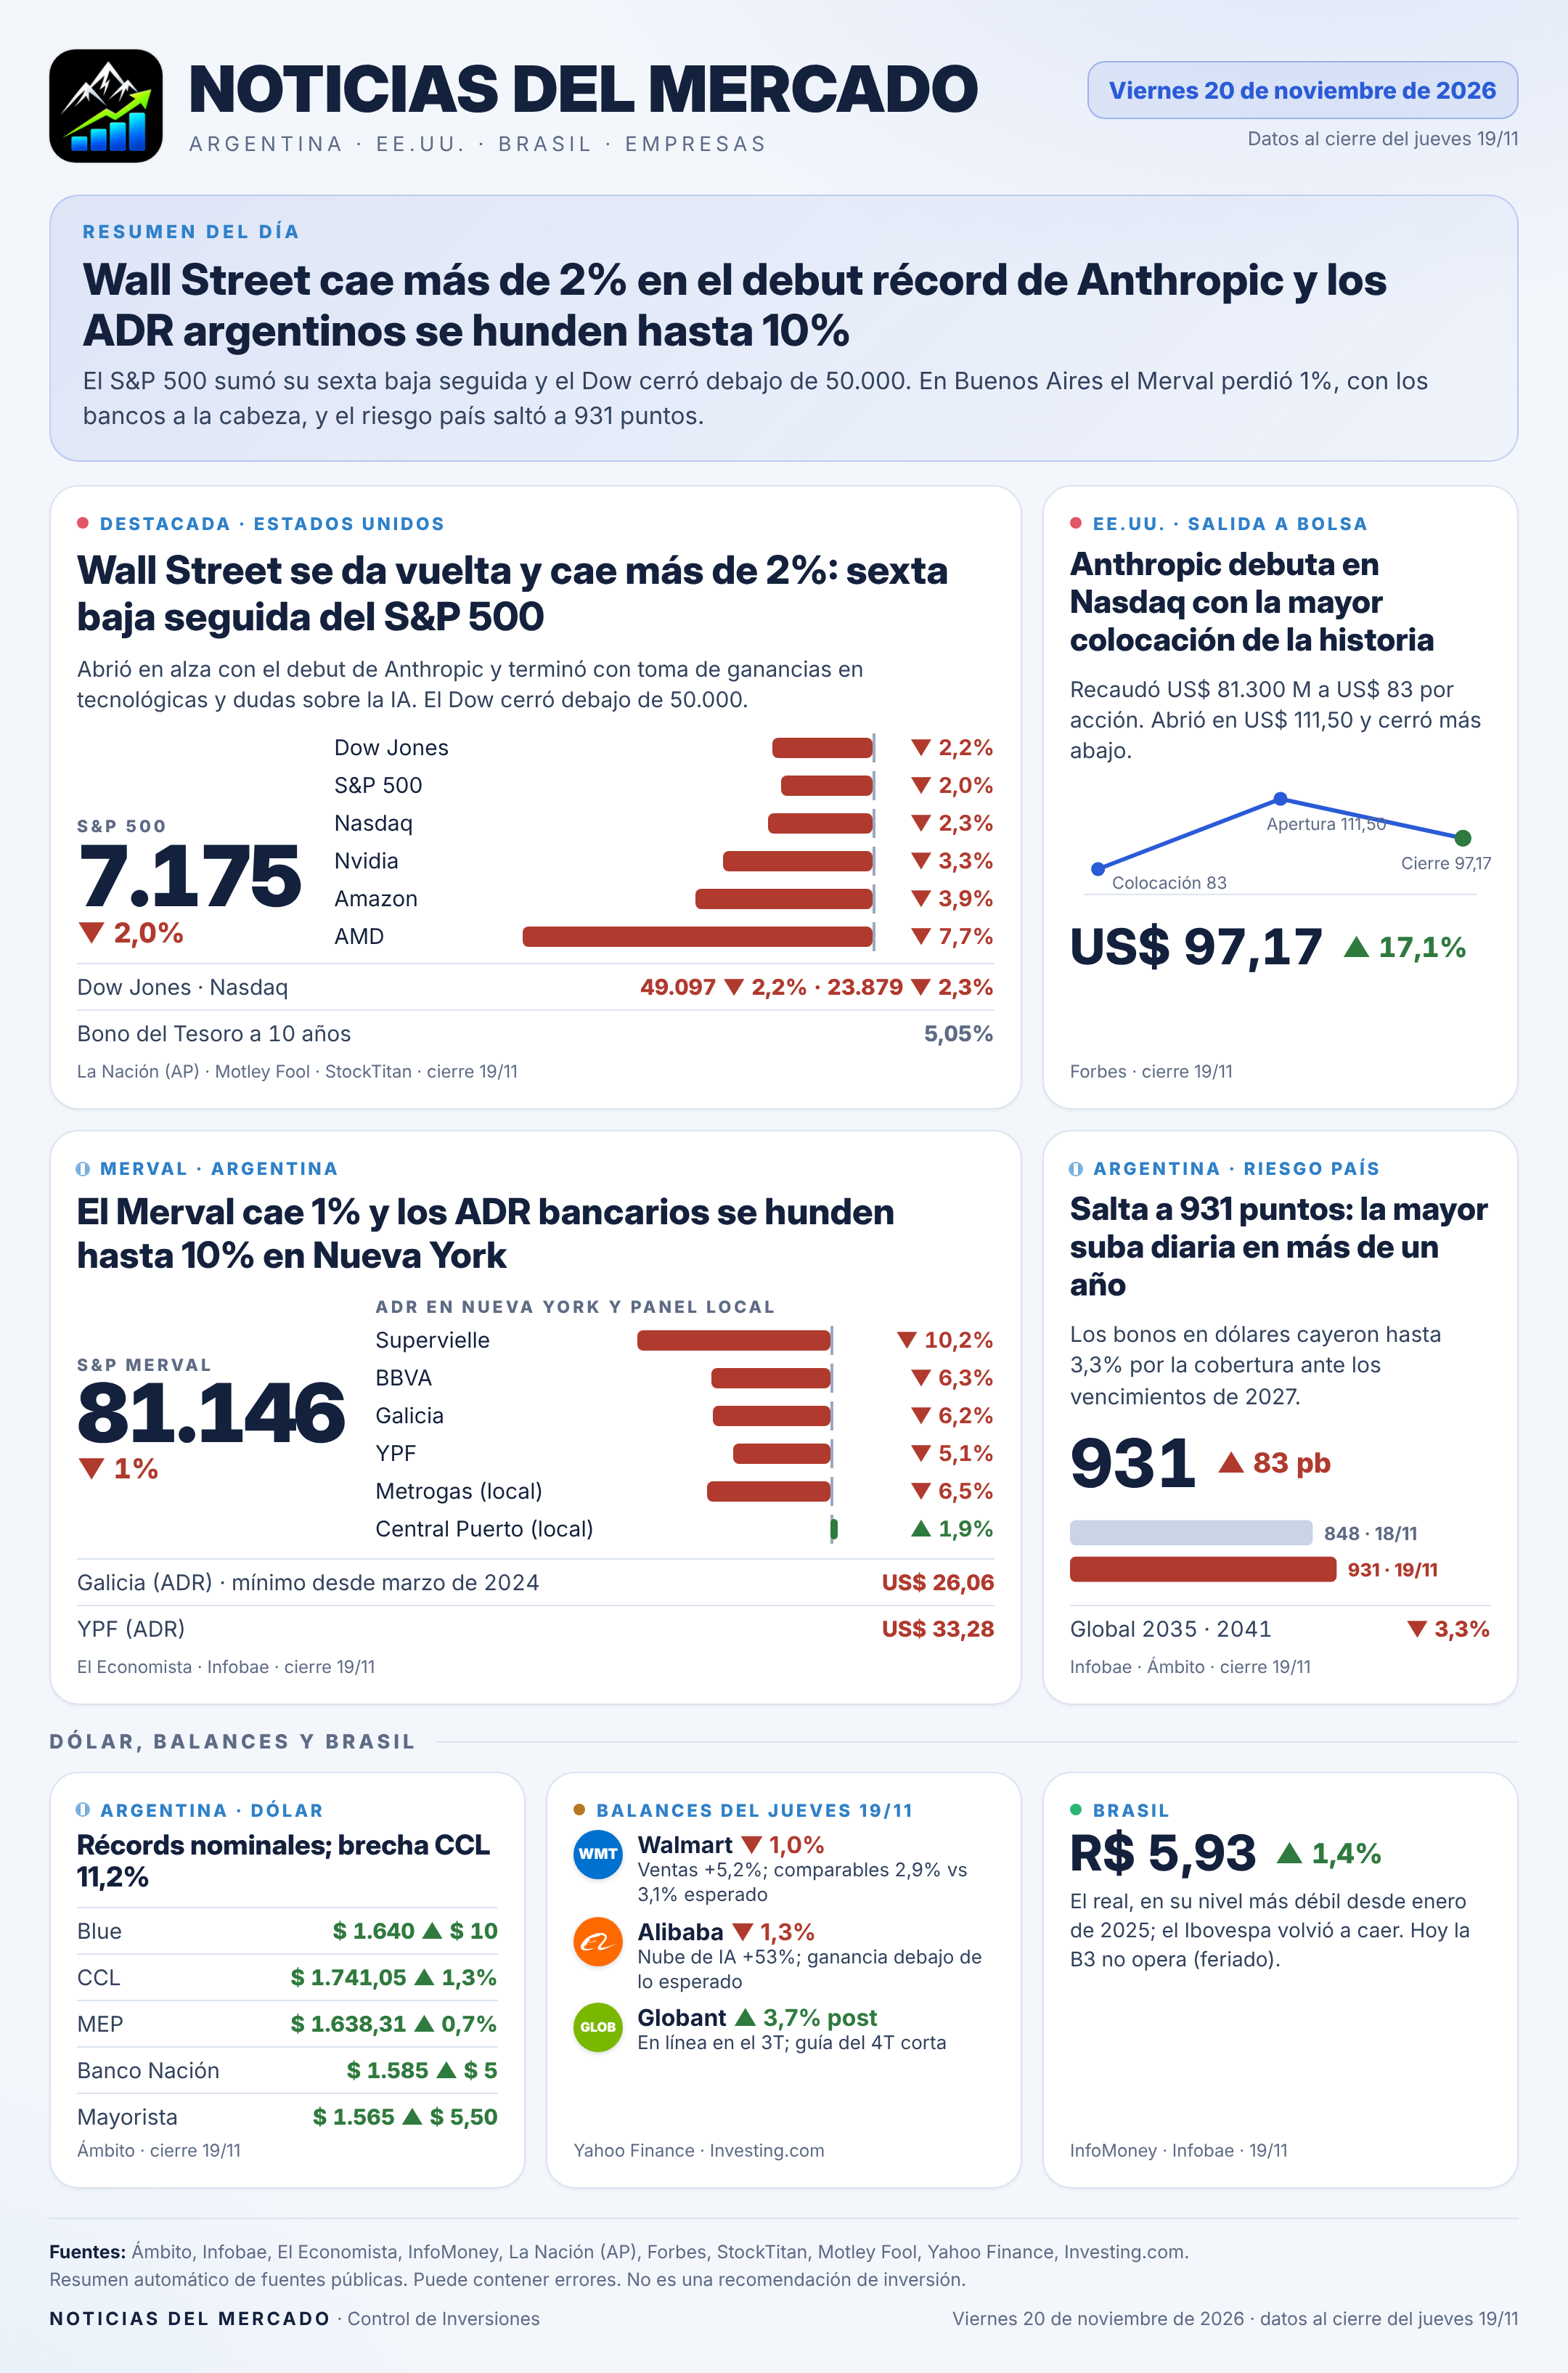 NOTICIAS DEL MERCADO
ARGENTINA · EE.UU. · BRASIL · EMPRESAS
Viernes 20 de noviembre de 2026
Datos al cierre del jueves 19/11
RESUMEN DEL DÍA
Wall Street cae más de 2% en el debut récord de Anthropic y los
ADR argentinos se hunden hasta 10%
El S&P 500 sumó su sexta baja seguida y el Dow cerró debajo de 50.000. En Buenos Aires el Merval perdió 1%, con los
bancos a la cabeza, y el riesgo país saltó a 931 puntos.
DESTACADA · ESTADOS UNIDOS
Wall Street se da vuelta y cae más de 2%: sexta
baja seguida del S&P 500
Abrió en alza con el debut de Anthropic y terminó con toma de ganancias en
tecnológicas y dudas sobre la IA. El Dow cerró debajo de 50.000.
S&P 500
7.175
▼ 2,0%
Dow Jones ▼ 2,2%
S&P 500 ▼ 2,0%
Nasdaq ▼ 2,3%
Nvidia ▼ 3,3%
Amazon ▼ 3,9%
AMD ▼ 7,7%
Dow Jones · Nasdaq 49.097 ▼ 2,2% · 23.879 ▼ 2,3%
Bono del Tesoro a 10 años 5,05%
La Nación (AP) · Motley Fool · StockTitan · cierre 19/11
EE.UU. · SALIDA A BOLSA
Anthropic debuta en
Nasdaq con la mayor
colocación de la historia
Recaudó US$ 81.300 M a US$ 83 por
acción. Abrió en US$ 111,50 y cerró más
abajo.
Apertura 111,50
Cierre 97,17
Colocación 83
US$ 97,17 ▲ 17,1%
Forbes · cierre 19/11
MERVAL · ARGENTINA
El Merval cae 1% y los ADR bancarios se hunden
hasta 10% en Nueva York
S&P MERVAL
81.146
▼ 1%
ADR EN NUEVA YORK Y PANEL LOCAL
Supervielle ▼ 10,2%
BBVA ▼ 6,3%
Galicia ▼ 6,2%
YPF ▼ 5,1%
Metrogas (local) ▼ 6,5%
Central Puerto (local) ▲ 1,9%
Galicia (ADR) · mínimo desde marzo de 2024 US$ 26,06
YPF (ADR) US$ 33,28
El Economista · Infobae · cierre 19/11
ARGENTINA · RIESGO PAÍS
Salta a 931 puntos: la mayor
suba diaria en más de un
año
Los bonos en dólares cayeron hasta
3,3% por la cobertura ante los
vencimientos de 2027.
931 ▲ 83 pb
848 · 18/11
931 · 19/11
Global 2035 · 2041 ▼ 3,3%
Infobae · Ámbito · cierre 19/11
DÓLAR, BALANCES Y BRASIL
ARGENTINA · DÓLAR
Récords nominales; brecha CCL
11,2%
Blue $ 1.640 ▲ $ 10
CCL $ 1.741,05 ▲ 1,3%
MEP $ 1.638,31 ▲ 0,7%
Banco Nación $ 1.585 ▲ $ 5
Mayorista $ 1.565 ▲ $ 5,50
Ámbito · cierre 19/11
BALANCES DEL JUEVES 19/11
WMT
Walmart ▼ 1,0%
Ventas +5,2%; comparables 2,9% vs
3,1% esperado
Alibaba ▼ 1,3%
Nube de IA +53%; ganancia debajo de
lo esperado
GLOB
Globant ▲ 3,7% post
En línea en el 3T; guía del 4T corta
Yahoo Finance · Investing.com
BRASIL
R$ 5,93 ▲ 1,4%
El real, en su nivel más débil desde enero
de 2025; el Ibovespa volvió a caer. Hoy la
B3 no opera (feriado).
InfoMoney · Infobae · 19/11
Fuentes: Ámbito, Infobae, El Economista, InfoMoney, La Nación (AP), Forbes, StockTitan, Motley Fool, Yahoo Finance, Investing.com.
Resumen automático de fuentes públicas. Puede contener errores. No es una recomendación de inversión.
NOTICIAS DEL MERCADO · Control de Inversiones
Viernes 20 de noviembre de 2026 · datos al cierre del jueves 19/11